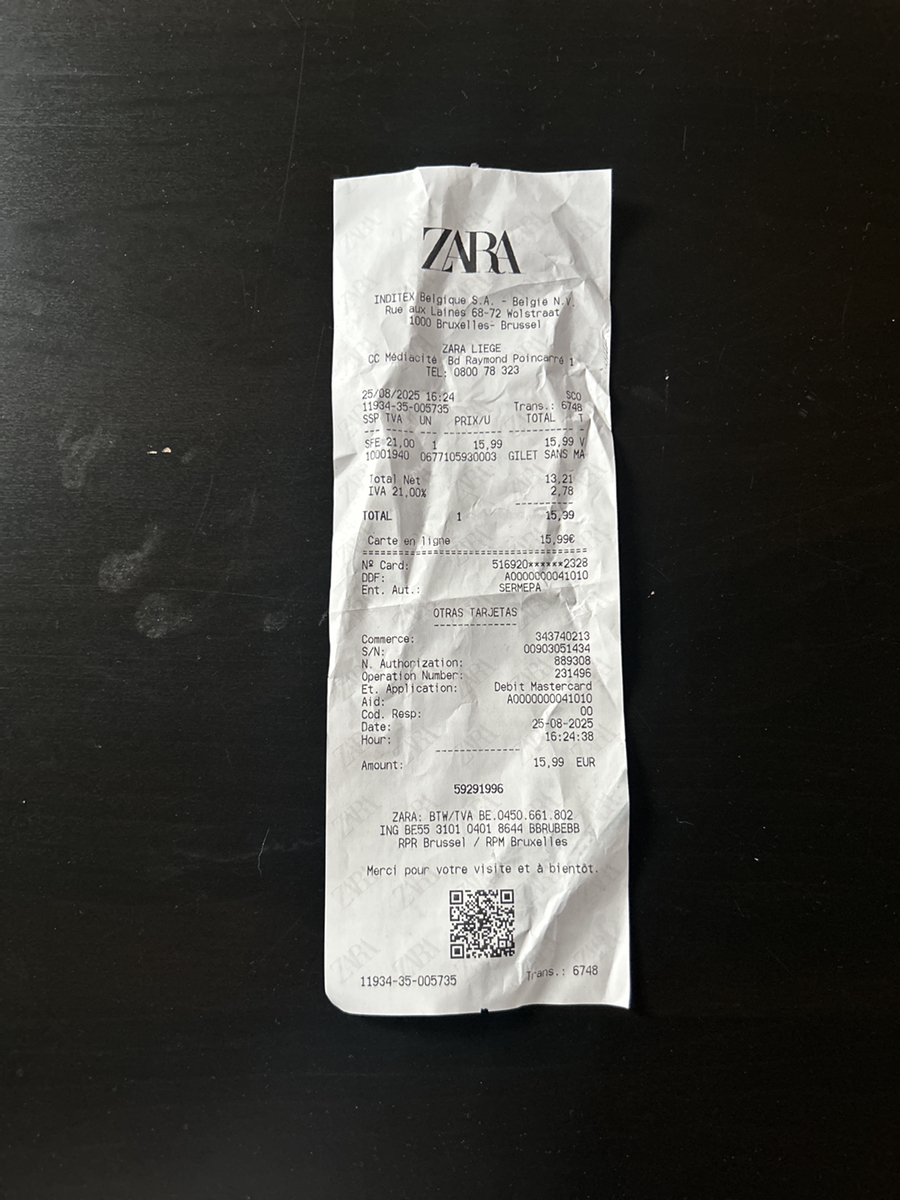 ZARA
INDITEX Belgique S.A. - België N.V.
Rue aux Laines 68-72 Wolstraat
1000 Bruxelles- Brussel
ZARA LIEGE
CC Médiacité Bd Raymond Poincarré 1
TEL: 0800 78 323
25/08/2025 16:24 SCO
11934-35-005735 Trans.: 6748
SSP TVA UN PRIX/U TOTAL T
SFE 21,00 1 15,99 15,99 V
10001940 0677105930003 GILET SANS MA
Total Net 13,21
IVA 21,00% 2,78
TOTAL 1 15,99
Carte en ligne 15,99€
Nº Card: 516920******2328
DDF: A0000000041010
Ent. Aut.: SERMEPA
OTRAS TARJETAS
Commerce: 343740213
S/N: 00903051434
N. Authorization: 889308
Operation Number: 231496
Et. Application: Debit Mastercard
Aid: A0000000041010
Cod. Resp: 00
Date: 25-08-2025
Hour: 16:24:38
Amount: 15,99 EUR
59291996
ZARA: BTW/TVA BE.0450.661.802
ING BE55 3101 0401 8644 BBRUBEBB
RPR Brussel / RPM Bruxelles
Merci pour votre visite et à bientôt.
11934-35-005735 Trans.: 6748